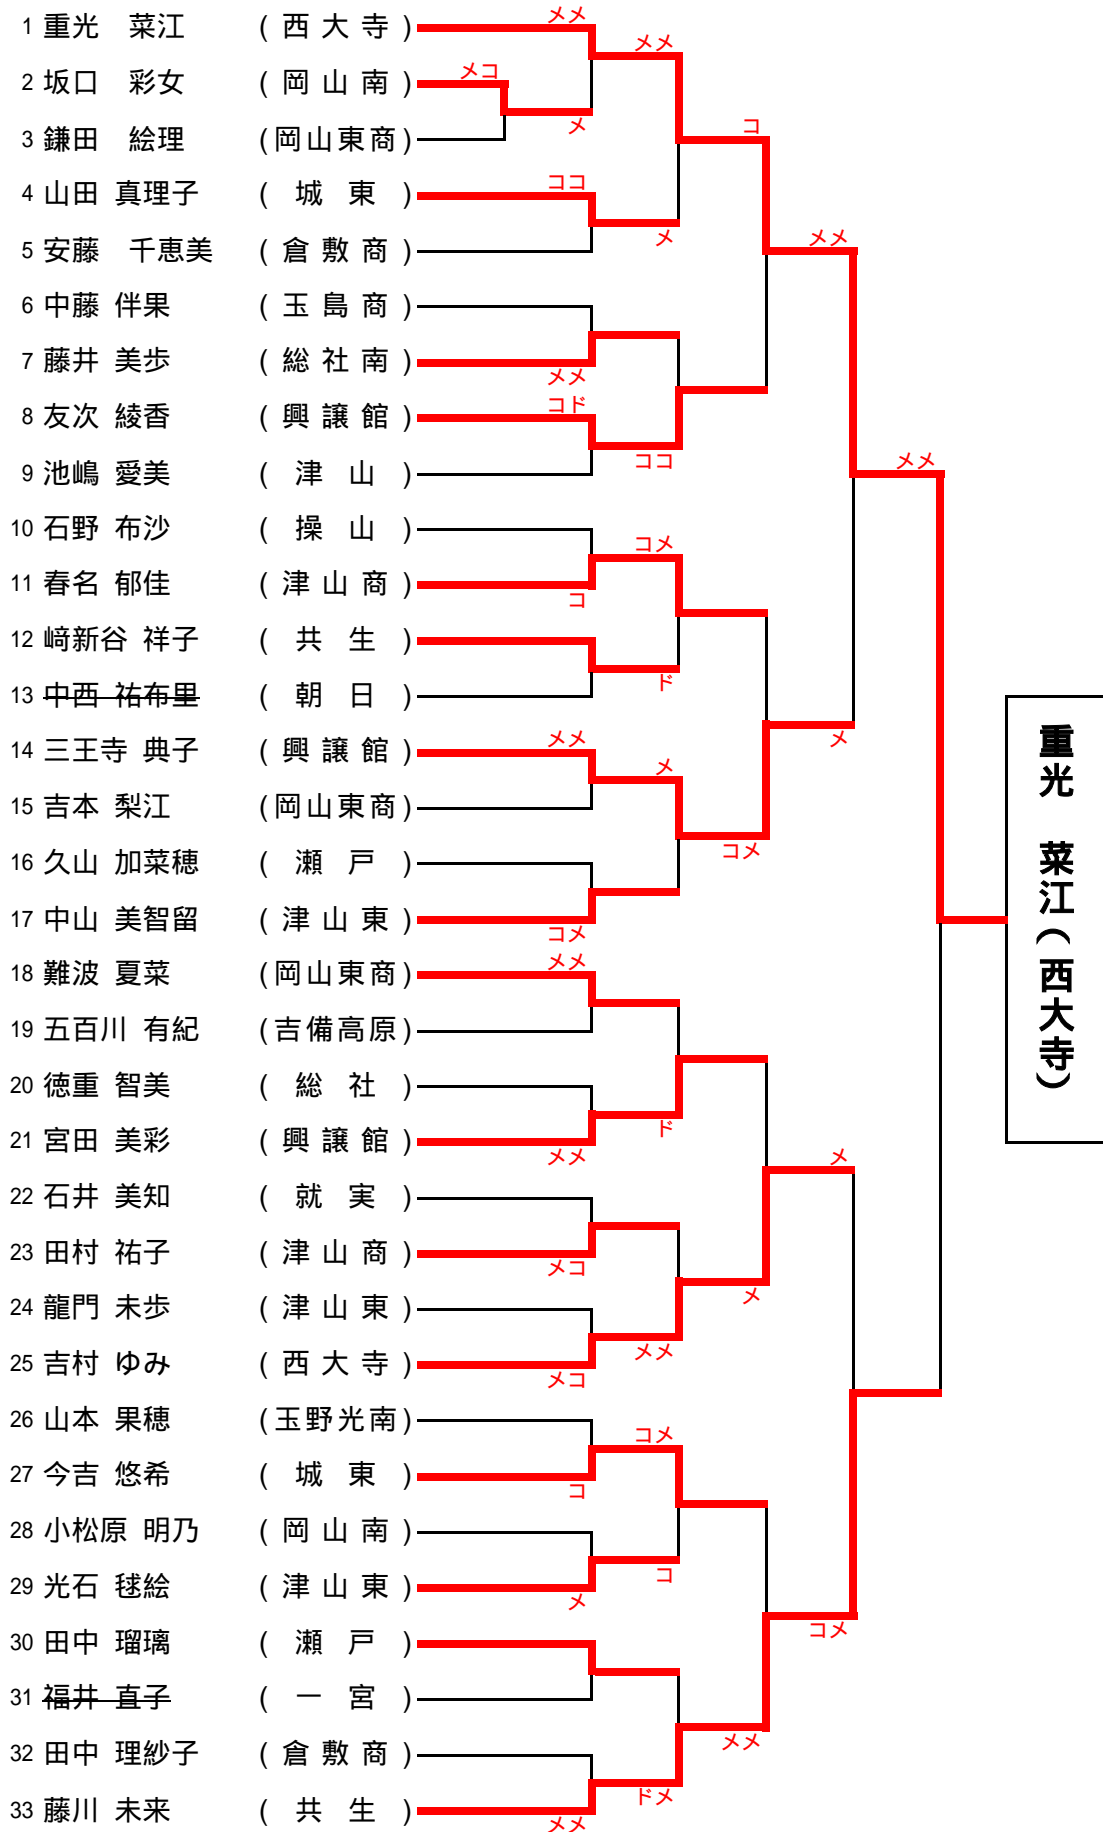 メメ
1 重光　菜江 (西大寺)
メメ
メコ
2 坂口　彩女 (岡山南)
メ
コ
3 鎌田　絵理 (岡山東商)
ココ
4 山田 真理子 (城東)
メ
メメ
5 安藤　千恵美 (倉敷商)
6 中藤 伴果 (玉島商)
7 藤井 美歩 (総社南)
メメ
コド
8 友次 綾香 (興譲館)
ココ
メメ
9 池嶋 愛美 (津山)
10 石野 布沙 (操山)
コメ
11 春名 郁佳 (津山商)
コ
12 﨑新谷 祥子 (共生)
ド
13 中西 祐布里 (朝日)
メメ
メ
14 三王寺 典子 (興譲館)
メ
15 吉本 梨江 (岡山東商)
コメ
16 久山 加菜穂 (瀬戸)
17 中山 美智留 (津山東)
コメ
重光　菜江(西大寺)
メメ
18 難波 夏菜 (岡山東商)
19 五百川 有紀 (吉備高原)
20 徳重 智美 (総社)
ド
21 宮田 美彩 (興譲館)
メメ
メ
22 石井 美知 (就実)
23 田村 祐子 (津山商)
メコ
24 龍門 未歩 (津山東)
メ
メメ
25 吉村 ゆみ (西大寺)
メコ
26 山本 果穂 (玉野光南)
コメ
27 今吉 悠希 (城東)
コ
28 小松原 明乃 (岡山南)
コ
29 光石 毬絵 (津山東)
メ
コメ
30 田中 瑠璃 (瀬戸)
31 福井 直子 (一宮)
メメ
32 田中 理紗子 (倉敷商)
ドメ
33 藤川 未来 (共生)
メメ